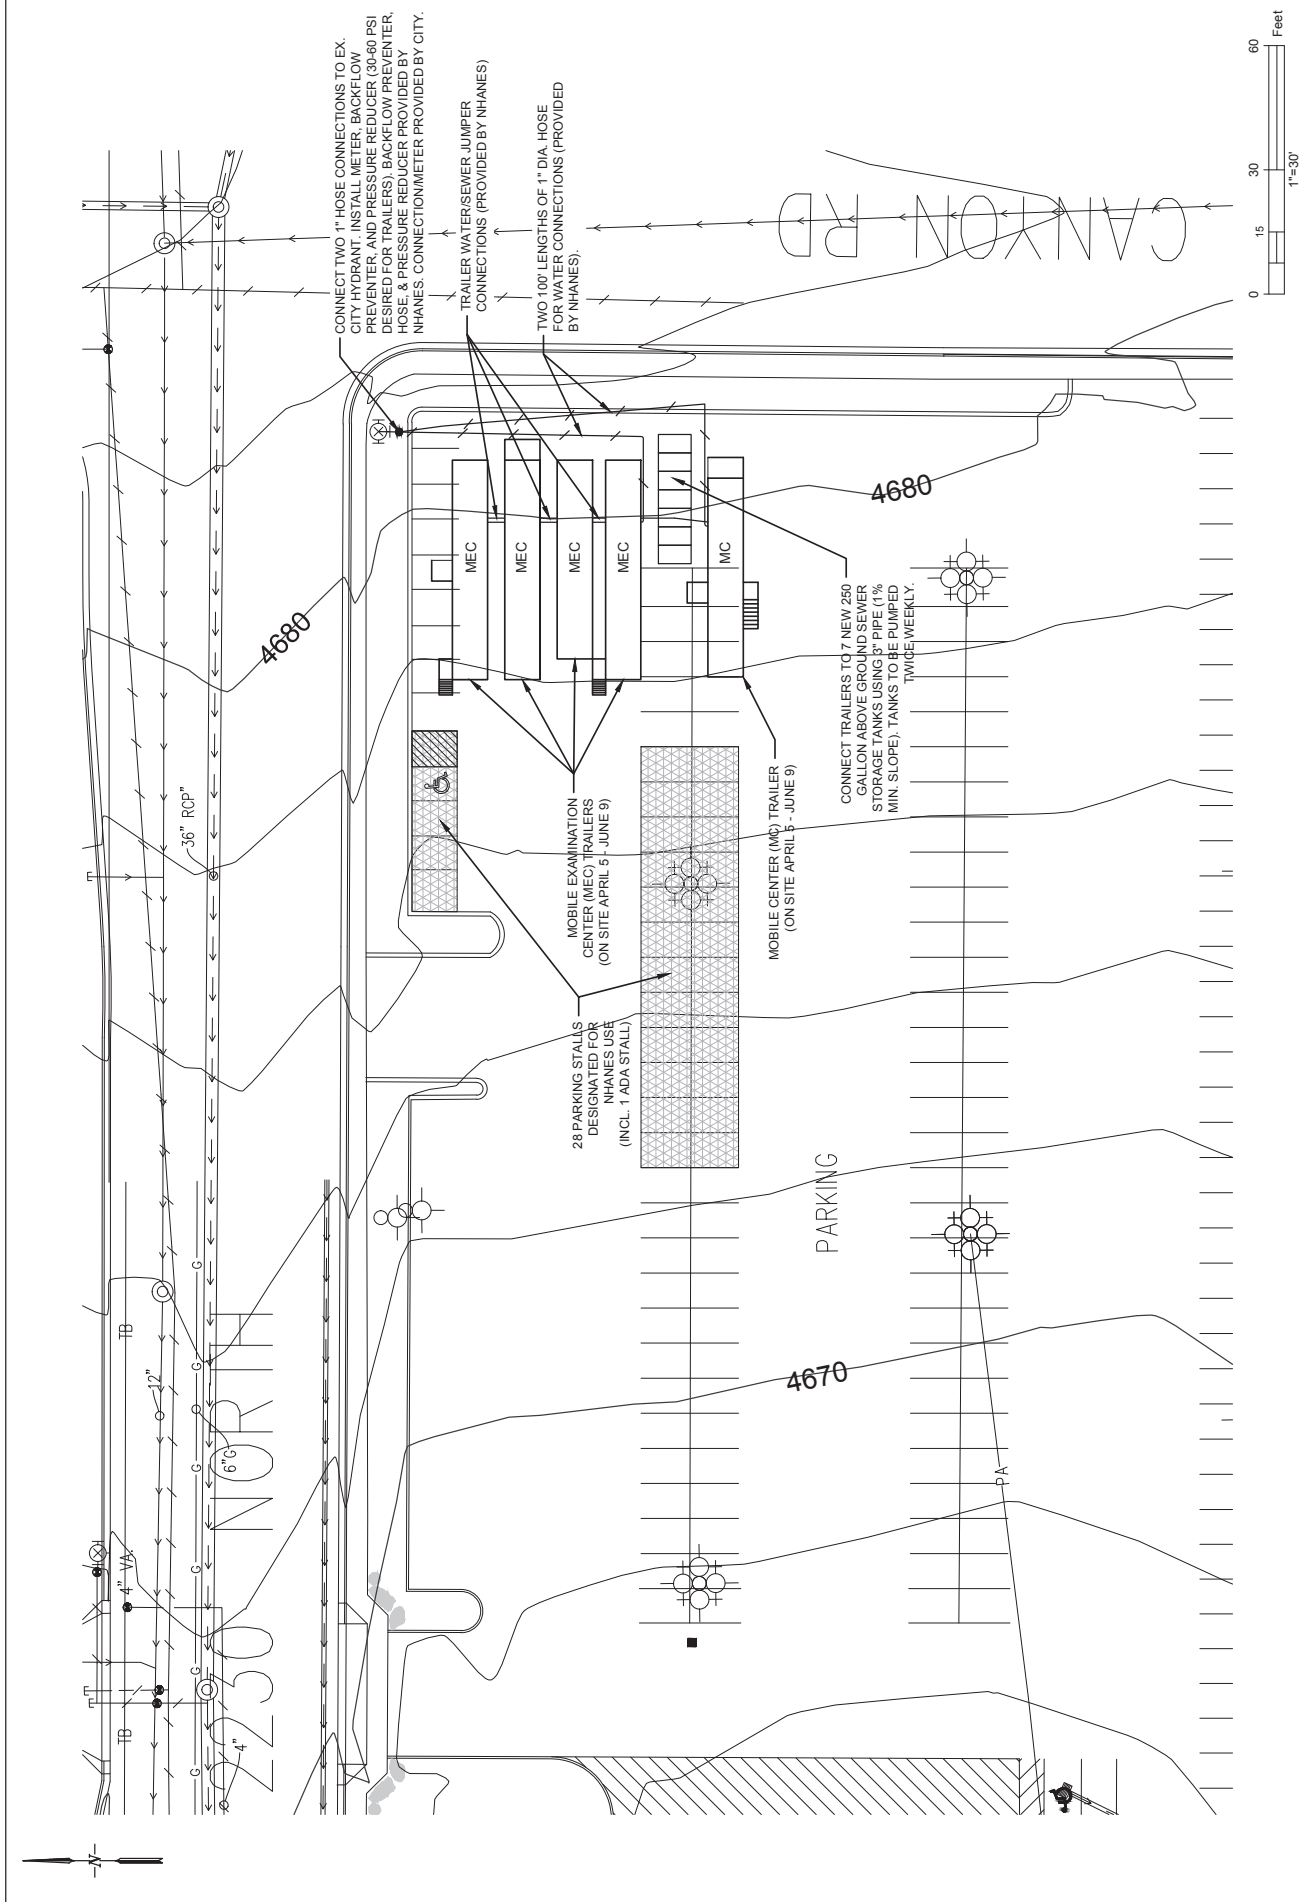 CONNECT TWO 1" HOSE CONNECTIONS TO EX.
CITY HYDRANT. INSTALL METER, BACKFLOW
PREVENTER, AND PRESSURE REDUCER (30-60 PSI
DESIRED FOR TRAILERS). BACKFLOW PREVENTER,
HOSE, & PRESSURE REDUCER PROVIDED BY
NHANES. CONNECTION/METER PROVIDED BY CITY.
TRAILER WATER/SEWER JUMPER
CONNECTIONS (PROVIDED BY NHANES)
TWO 100' LENGTHS OF 1" DIA. HOSE
FOR WATER CONNECTIONS (PROVIDED
BY NHANES).
CANYON RD
4680
4680
36" RCP"
MEC
MEC
MEC
MEC
MC
CONNECT TRAILERS TO 7 NEW 250
GALLON ABOVE GROUND SEWER
STORAGE TANKS USING 3" PIPE (1%
MIN. SLOPE). TANKS TO BE PUMPED
TWICE WEEKLY.
MOBILE EXAMINATION
CENTER (MEC) TRAILERS
(ON SITE APRIL 5 - JUNE 9)
MOBILE CENTER (MC) TRAILER
(ON SITE APRIL 5 - JUNE 9)
28 PARKING STALLS
DESIGNATED FOR
NHANES USE
(INCL. 1 ADA STALL)
PARKING
4670
PA
2230 NORTH
TB
12"
6"G
G
G
G
G
G
G
4" VA.
TB
4"
N
0 15 30 60
Feet
1"=30'